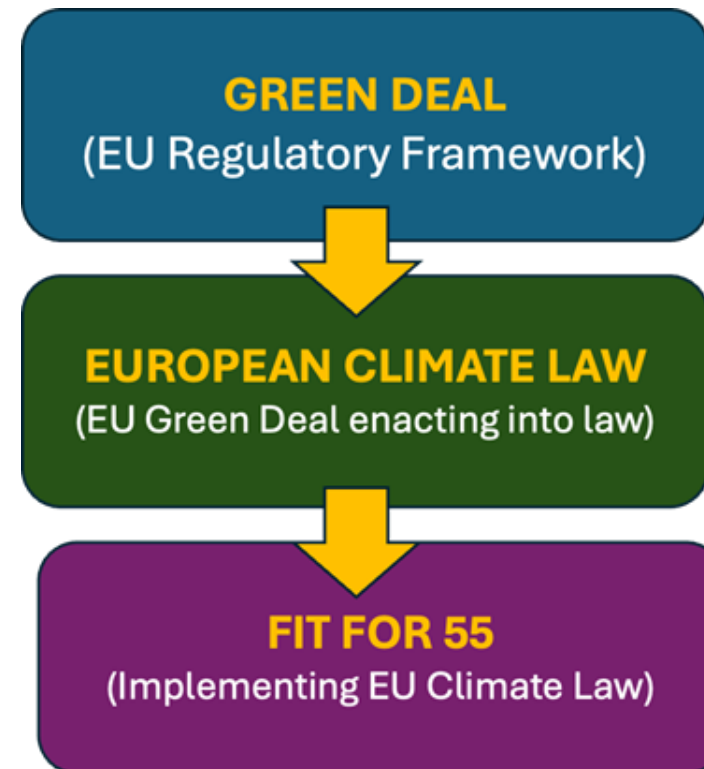 GREEN DEAL
(EU Regulatory Framework)
EUROPEAN CLIMATE LAW
(EU Green Deal enacting into law)
FIT FOR 55
(Implementing EU Climate Law)